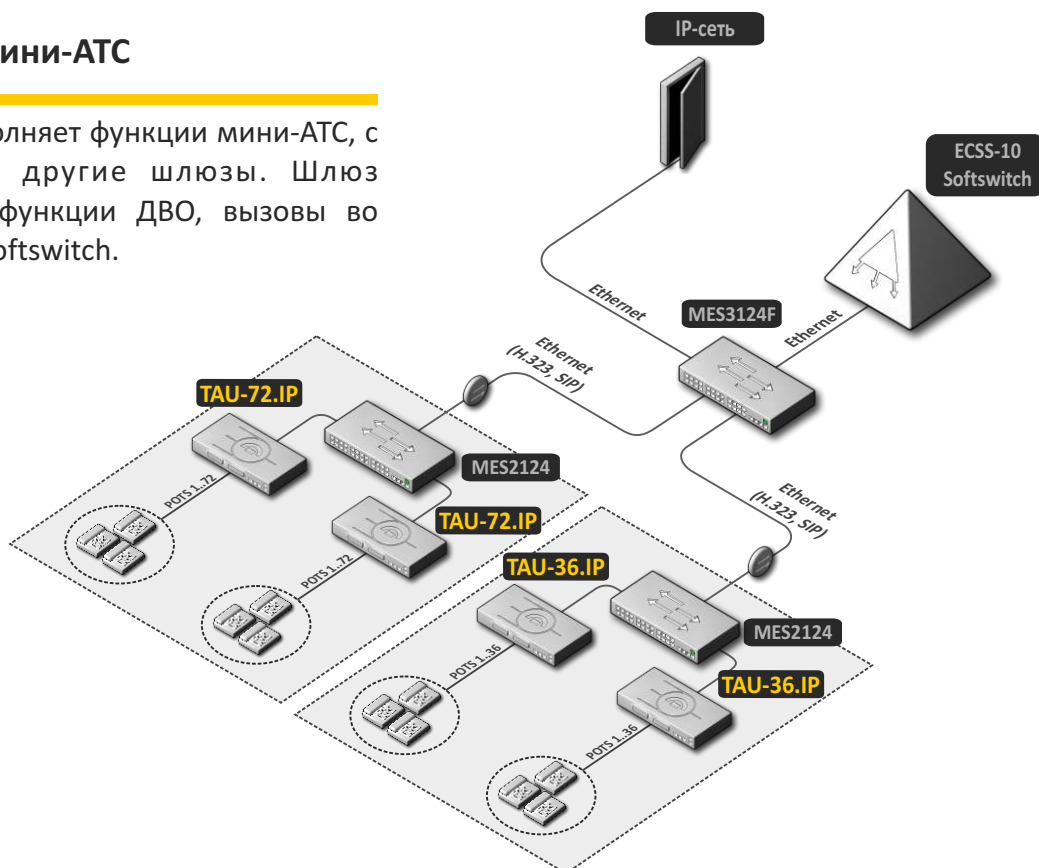 ини-АТС
олняет функции мини-АТС, с
другие шлюзы. Шлюз
функции ДВО, вызовы во
oftswitch.
IP-сеть
ECSS-10
Softswitch
Ethernet
MES3124F
Ethernet
Ethernet
(H.323, SIP)
TAU-72.IP
MES2124
POTS 1..72
TAU-72.IP
POTS 1..72
Ethernet
(H.323, SIP)
TAU-36.IP
MES2124
POTS 1..36
TAU-36.IP
POTS 1..36